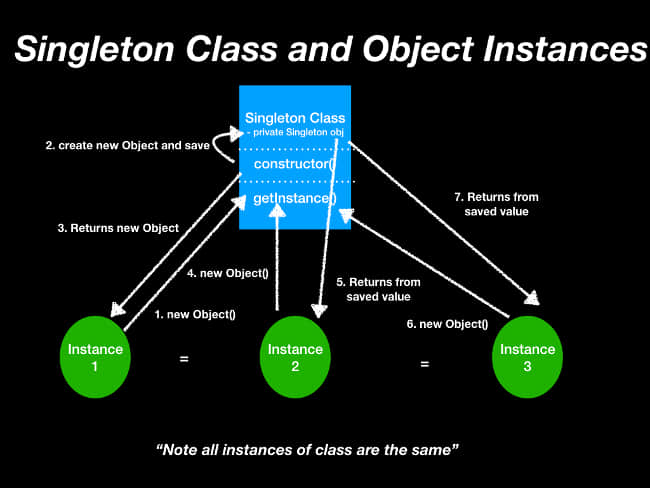 Singleton Class and Object Instances
Singleton Class
- private Singleton obj
2. create new Object and save
constructor()
getInstance()
7. Returns from
saved value
3. Returns new Object
4. new Object()
5. Returns from
saved value
1. new Object()
6. new Object()
Instance
1
=
Instance
2
=
Instance
3
“Note all instances of class are the same”